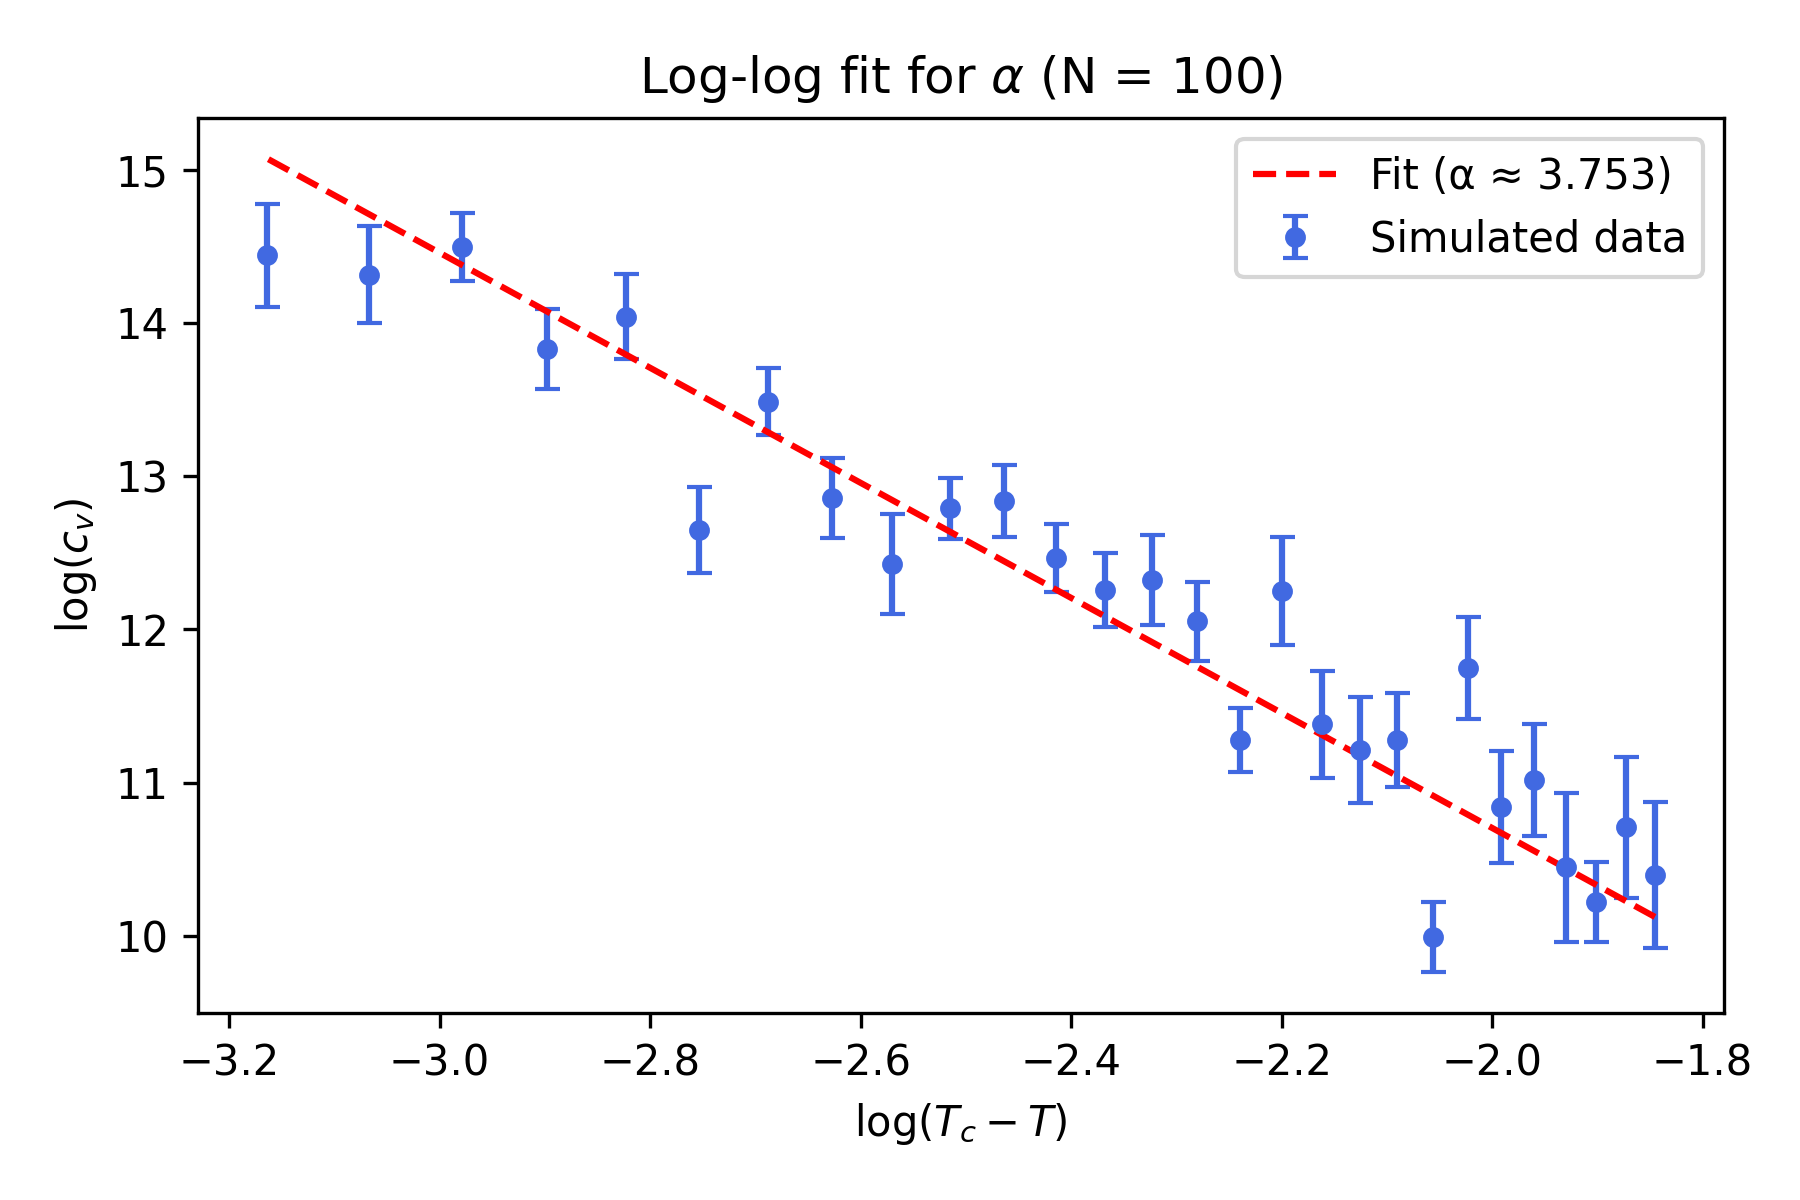 Log-log fit for α (N = 100)
Fit (α ≈ 3.753)
Simulated data
log(c_v)
15
14
13
12
11
10
−3.2 −3.0 −2.8 −2.6 −2.4 −2.2 −2.0 −1.8
log(T_c − T)